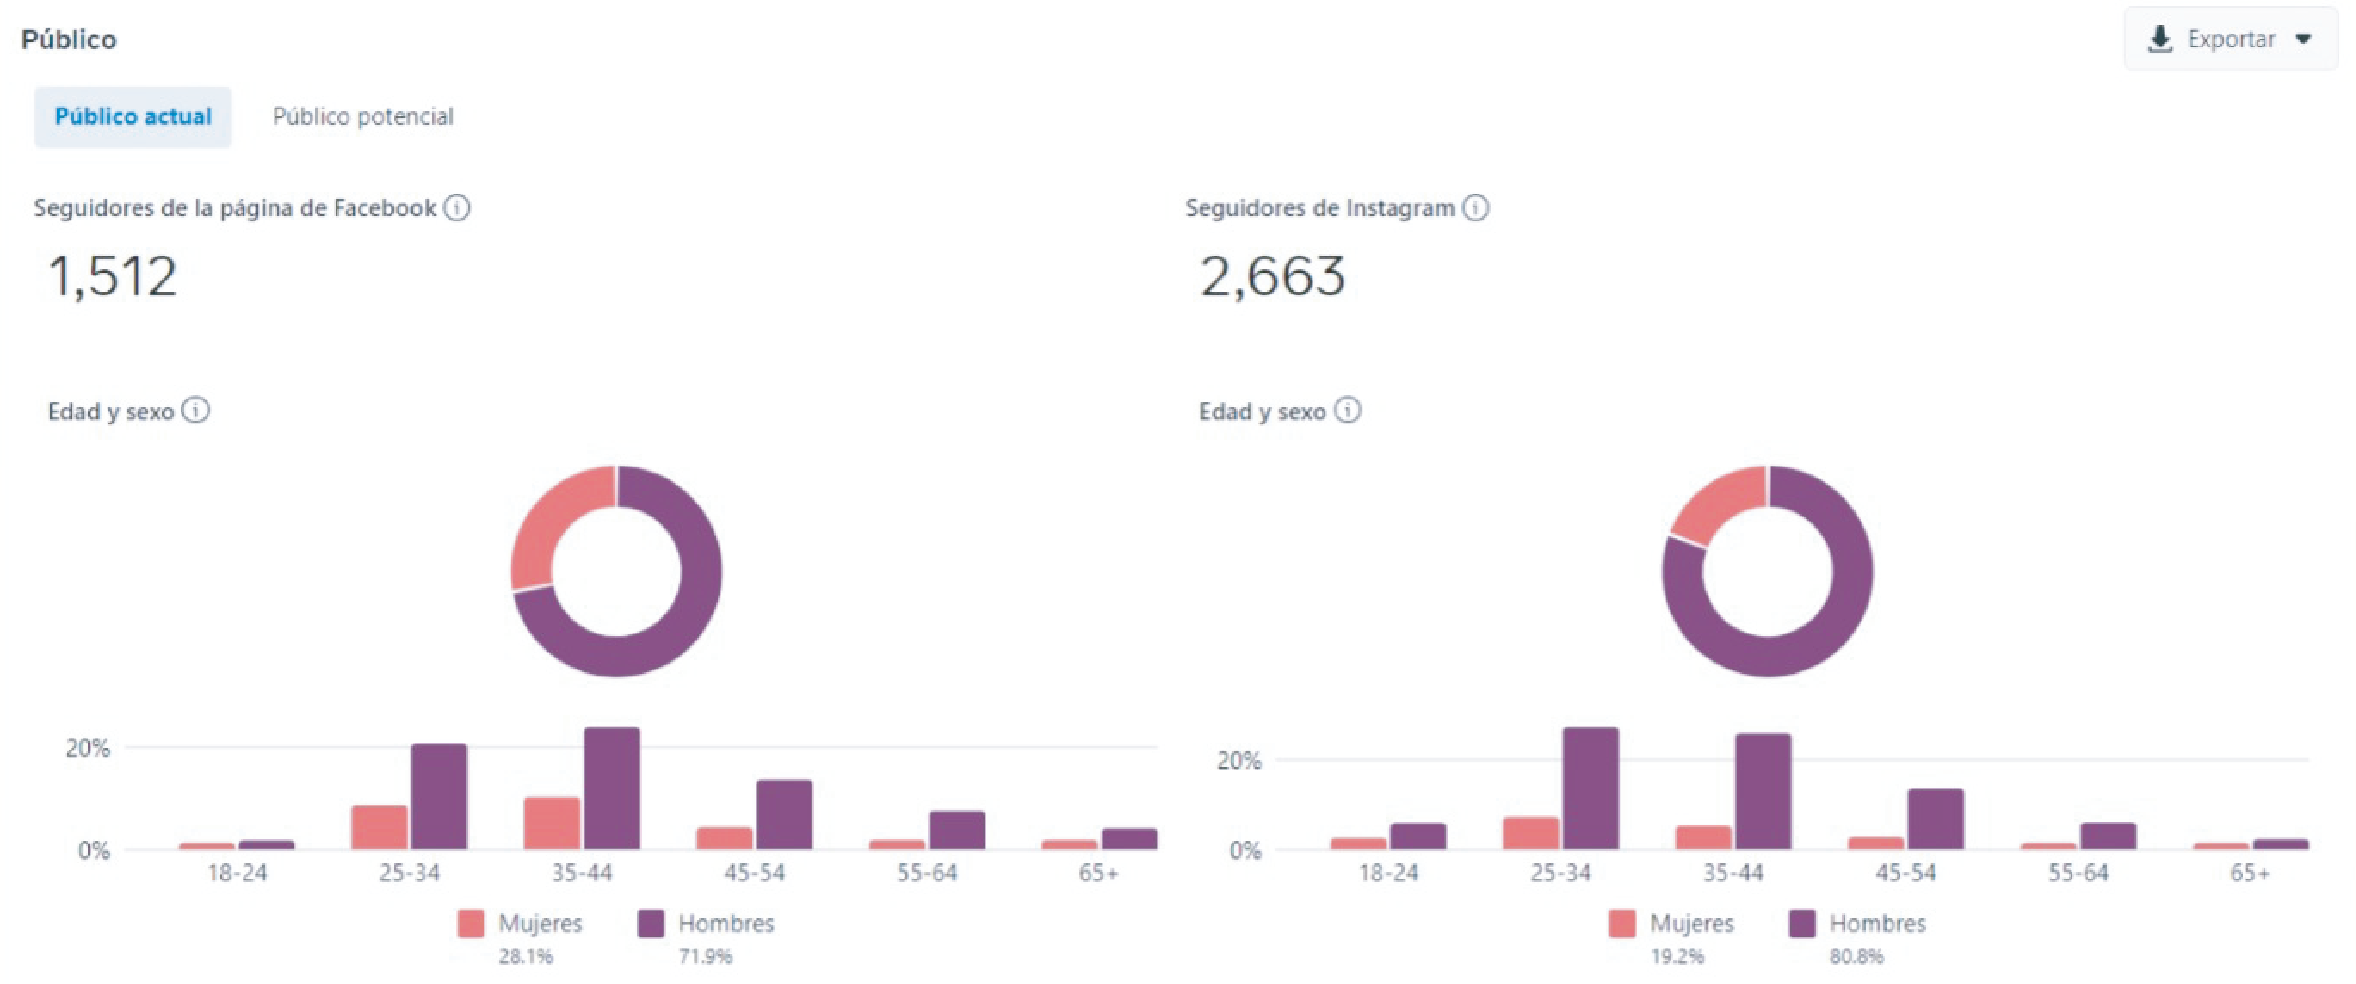 Público
Exportar
Público actual
Público potencial
Seguidores de la página de Facebook
1,512
Edad y sexo
20%
0%
18-24 25-34 35-44 45-54 55-64 65+
Mujeres Hombres
28.1% 71.9%
Seguidores de Instagram
2,663
Edad y sexo
20%
0%
18-24 25-34 35-44 45-54 55-64 65+
Mujeres Hombres
19.2% 80.8%